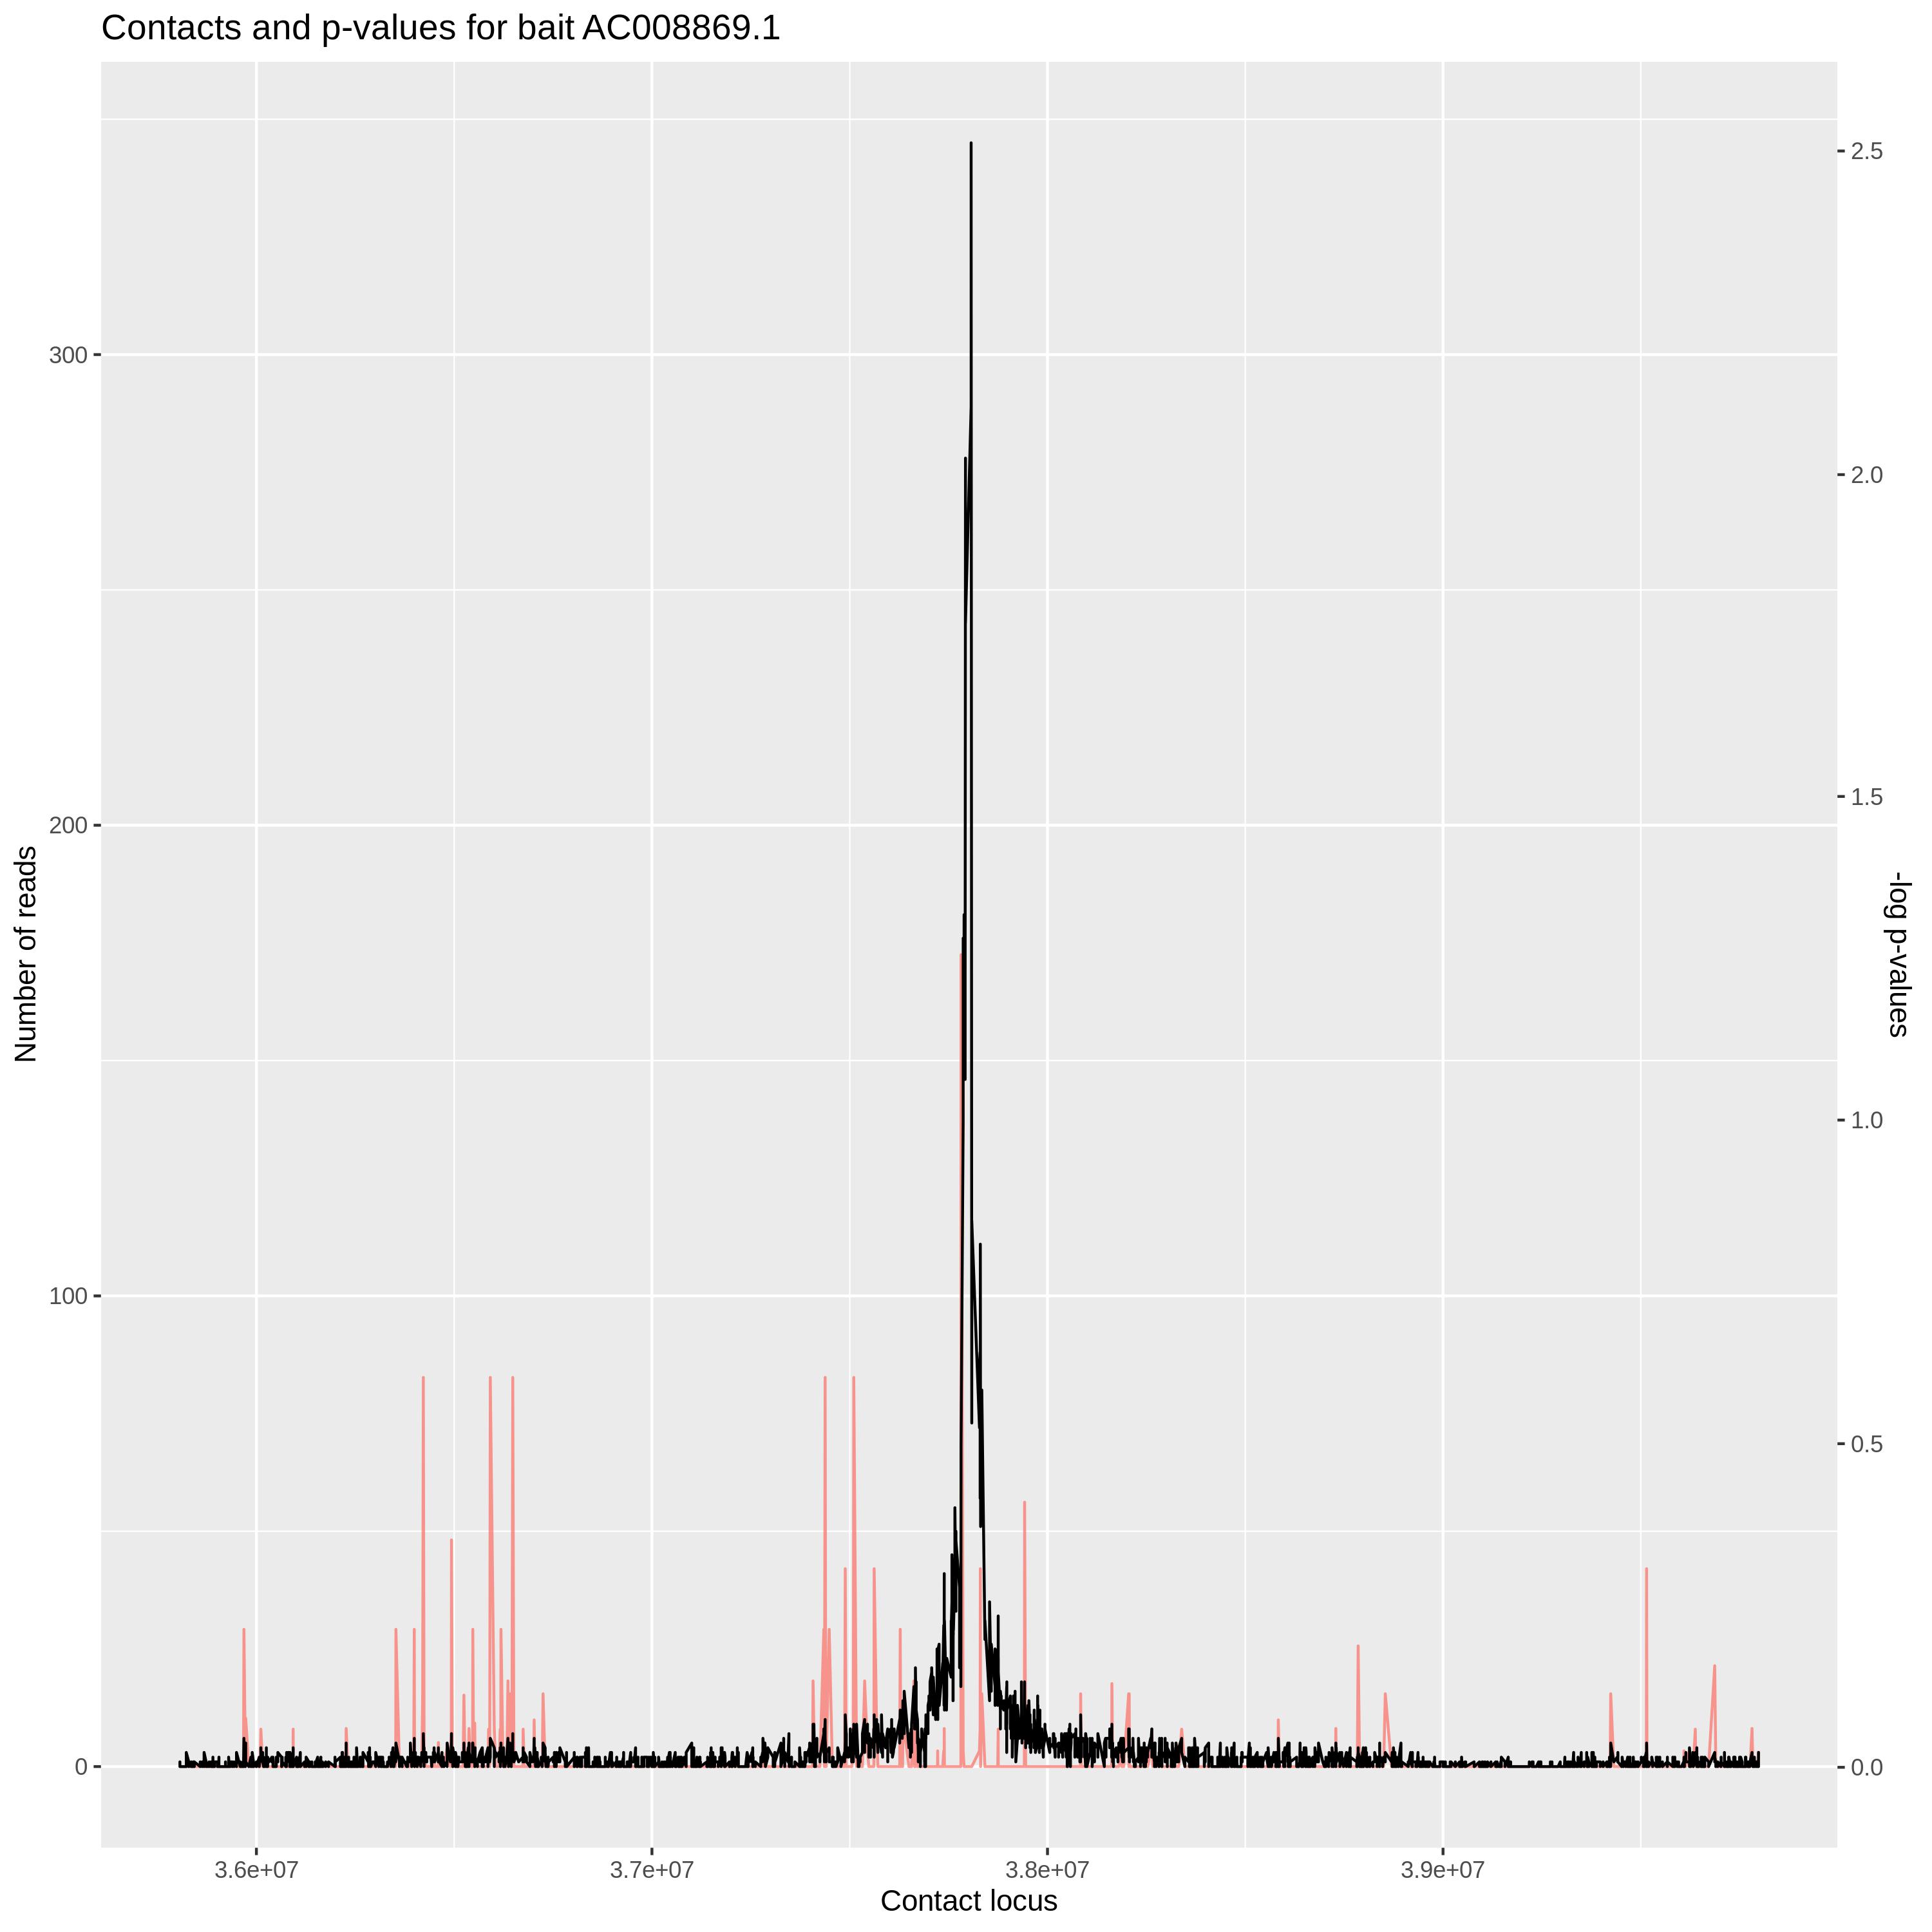 Contacts and p-values for bait AC008869.1
Number of reads
300
200
100
0
2.5
2.0
1.5
1.0
0.5
0.0
-log p-values
3.6e+07
3.7e+07
3.8e+07
3.9e+07
Contact locus